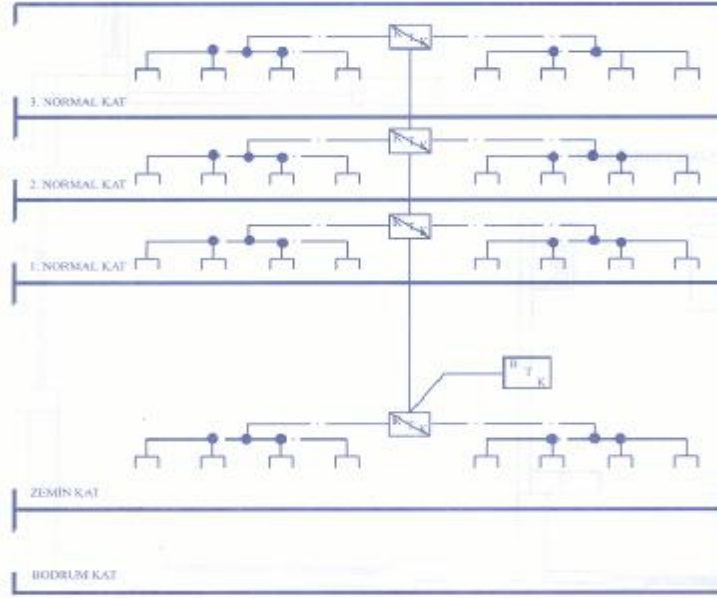 K T K
3. NORMAL KAT
K T K
2. NORMAL KAT
K T K
1. NORMAL KAT
B T K
K T K
ZEMİN KAT
BODRUM KAT